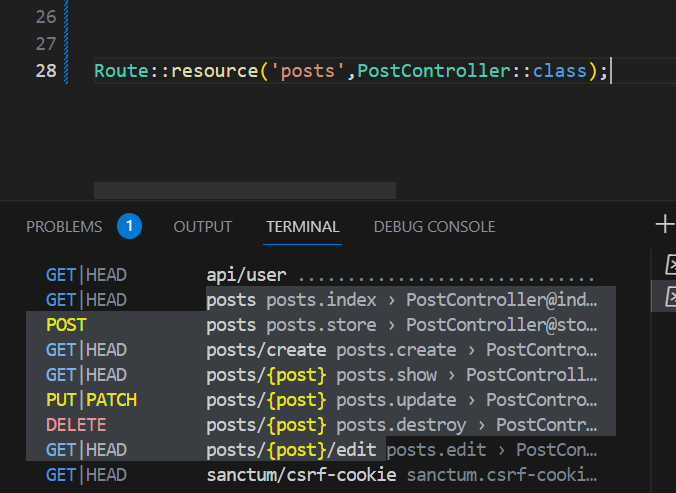 26
27
28 Route::resource('posts',PostController::class);
PROBLEMS 1 OUTPUT TERMINAL DEBUG CONSOLE
GET|HEAD api/user ..............................
GET|HEAD posts posts.index › PostController@ind…
POST posts posts.store › PostController@sto…
GET|HEAD posts/create posts.create › PostContro…
GET|HEAD posts/{post} posts.show › PostControll…
PUT|PATCH posts/{post} posts.update › PostContro…
DELETE posts/{post} posts.destroy › PostContr…
GET|HEAD posts/{post}/edit posts.edit › PostCon…
GET|HEAD sanctum/csrf-cookie sanctum.csrf-cooki…